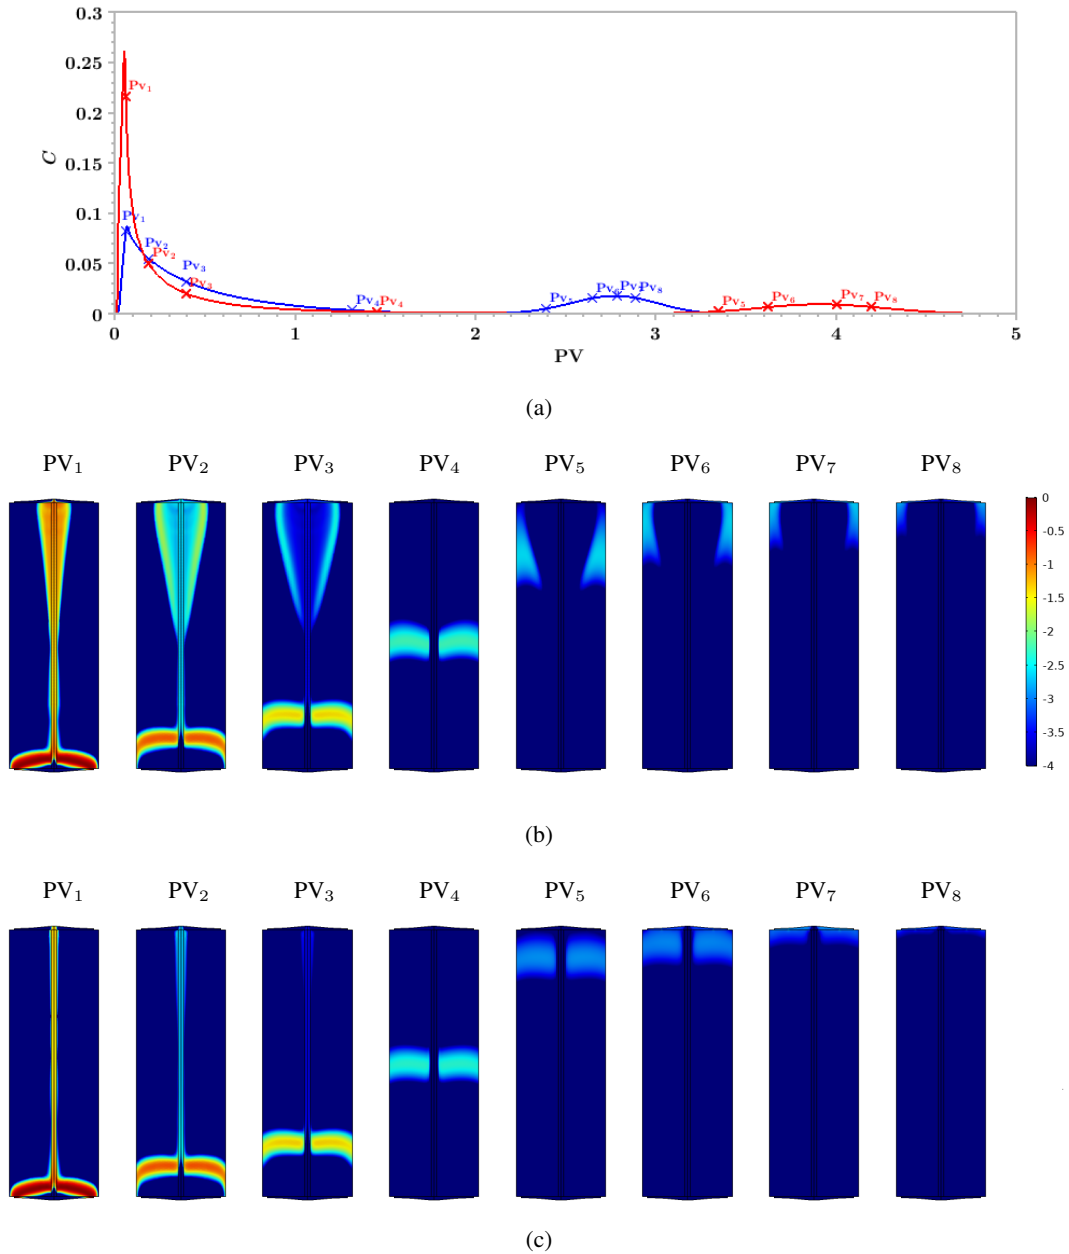 0.3
0.25
0.2
0.15
0.1
0.05
0
C
Pv₁
Pv₁
Pv₂
Pv₂
Pv₃
Pv₃
Pv₄
Pv₄
Pv₅
Pv₆
Pv₇
Pv₈
Pv₅
Pv₆
Pv₇
Pv₈
0 1 2 3 4 5
PV
(a)
PV₁ PV₂ PV₃ PV₄ PV₅ PV₆ PV₇ PV₈
0
-0.5
-1
-1.5
-2
-2.5
-3
-3.5
-4
(b)
PV₁ PV₂ PV₃ PV₄ PV₅ PV₆ PV₇ PV₈
(c)